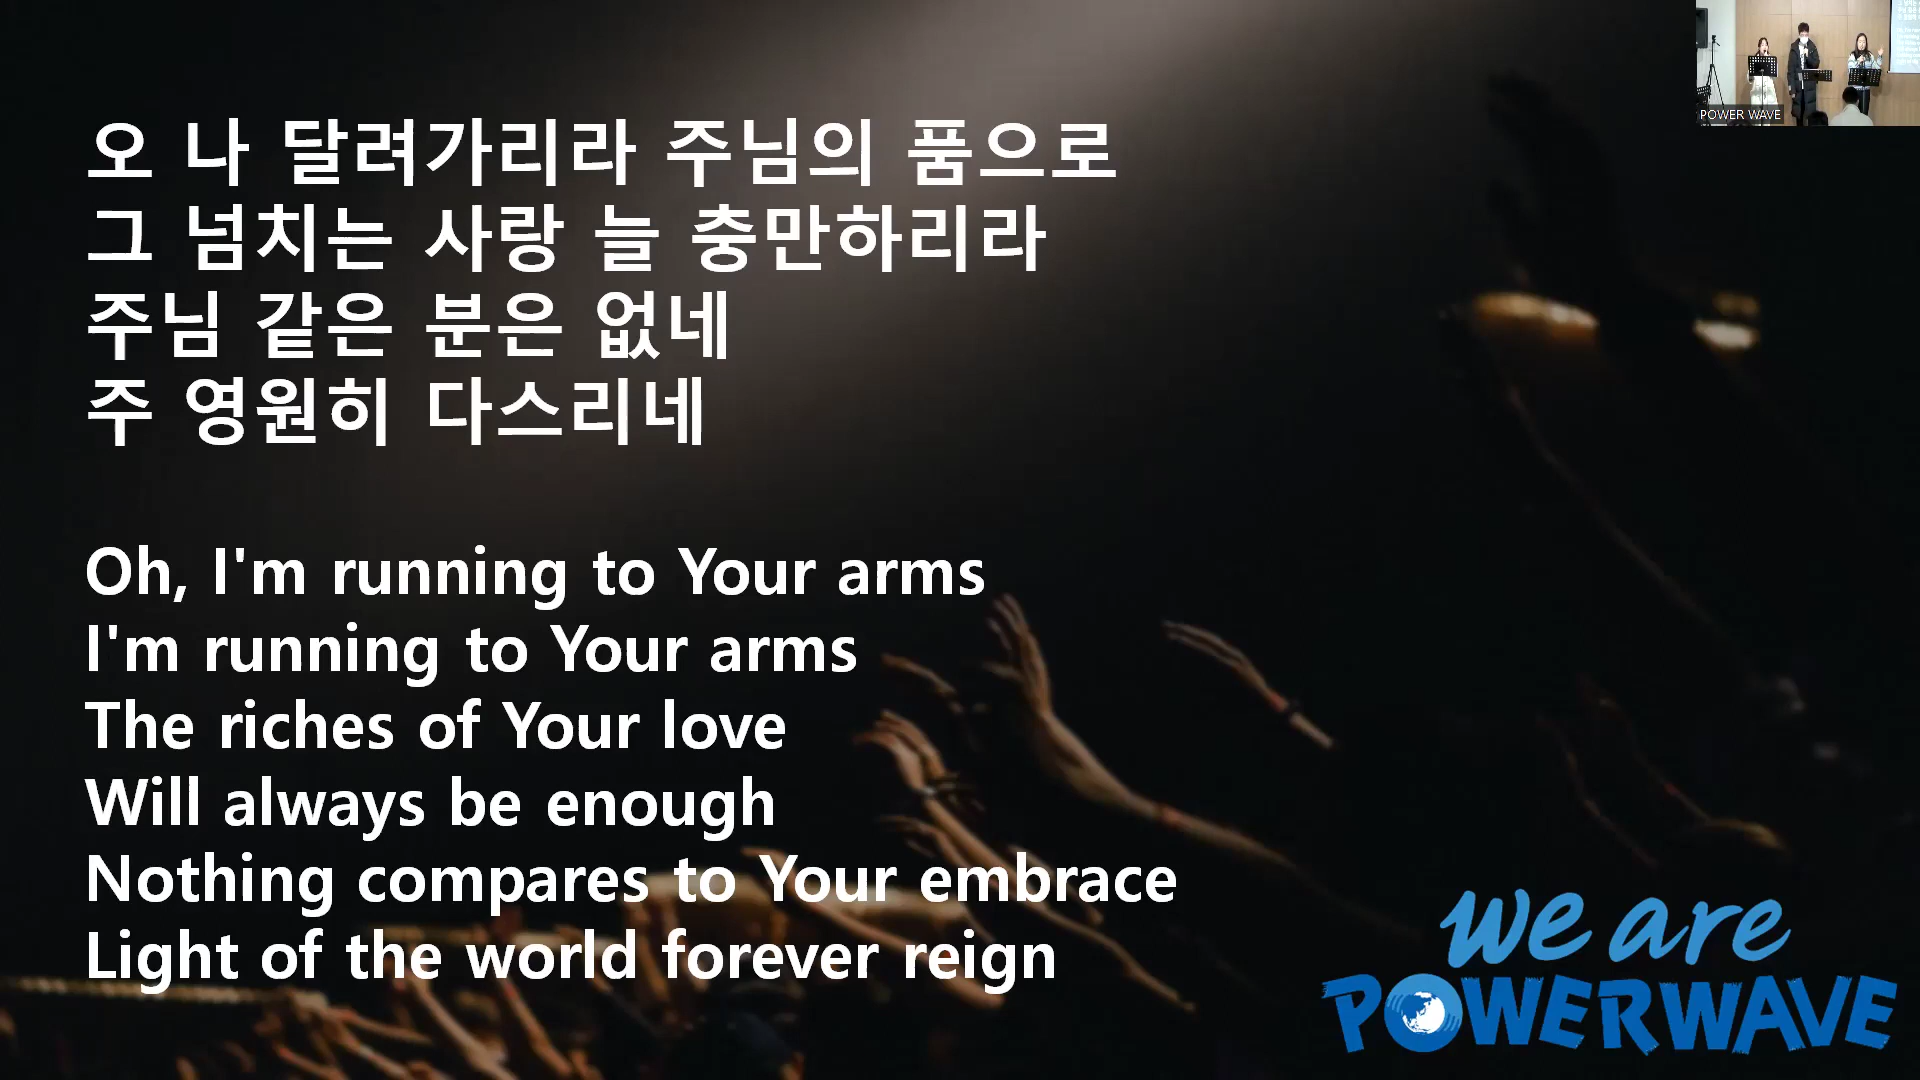 오 나 달려가리라 주님의 품으로
그 넘치는 사랑 늘 충만하리라
주님 같은 분은 없네
주 영원히 다스리네
Oh, I'm running to Your arms
I'm running to Your arms
The riches of Your love
Will always be enough
Nothing compares to Your embrace
Light of the world forever reign
POWER WAVE
we are
POWERWAVE